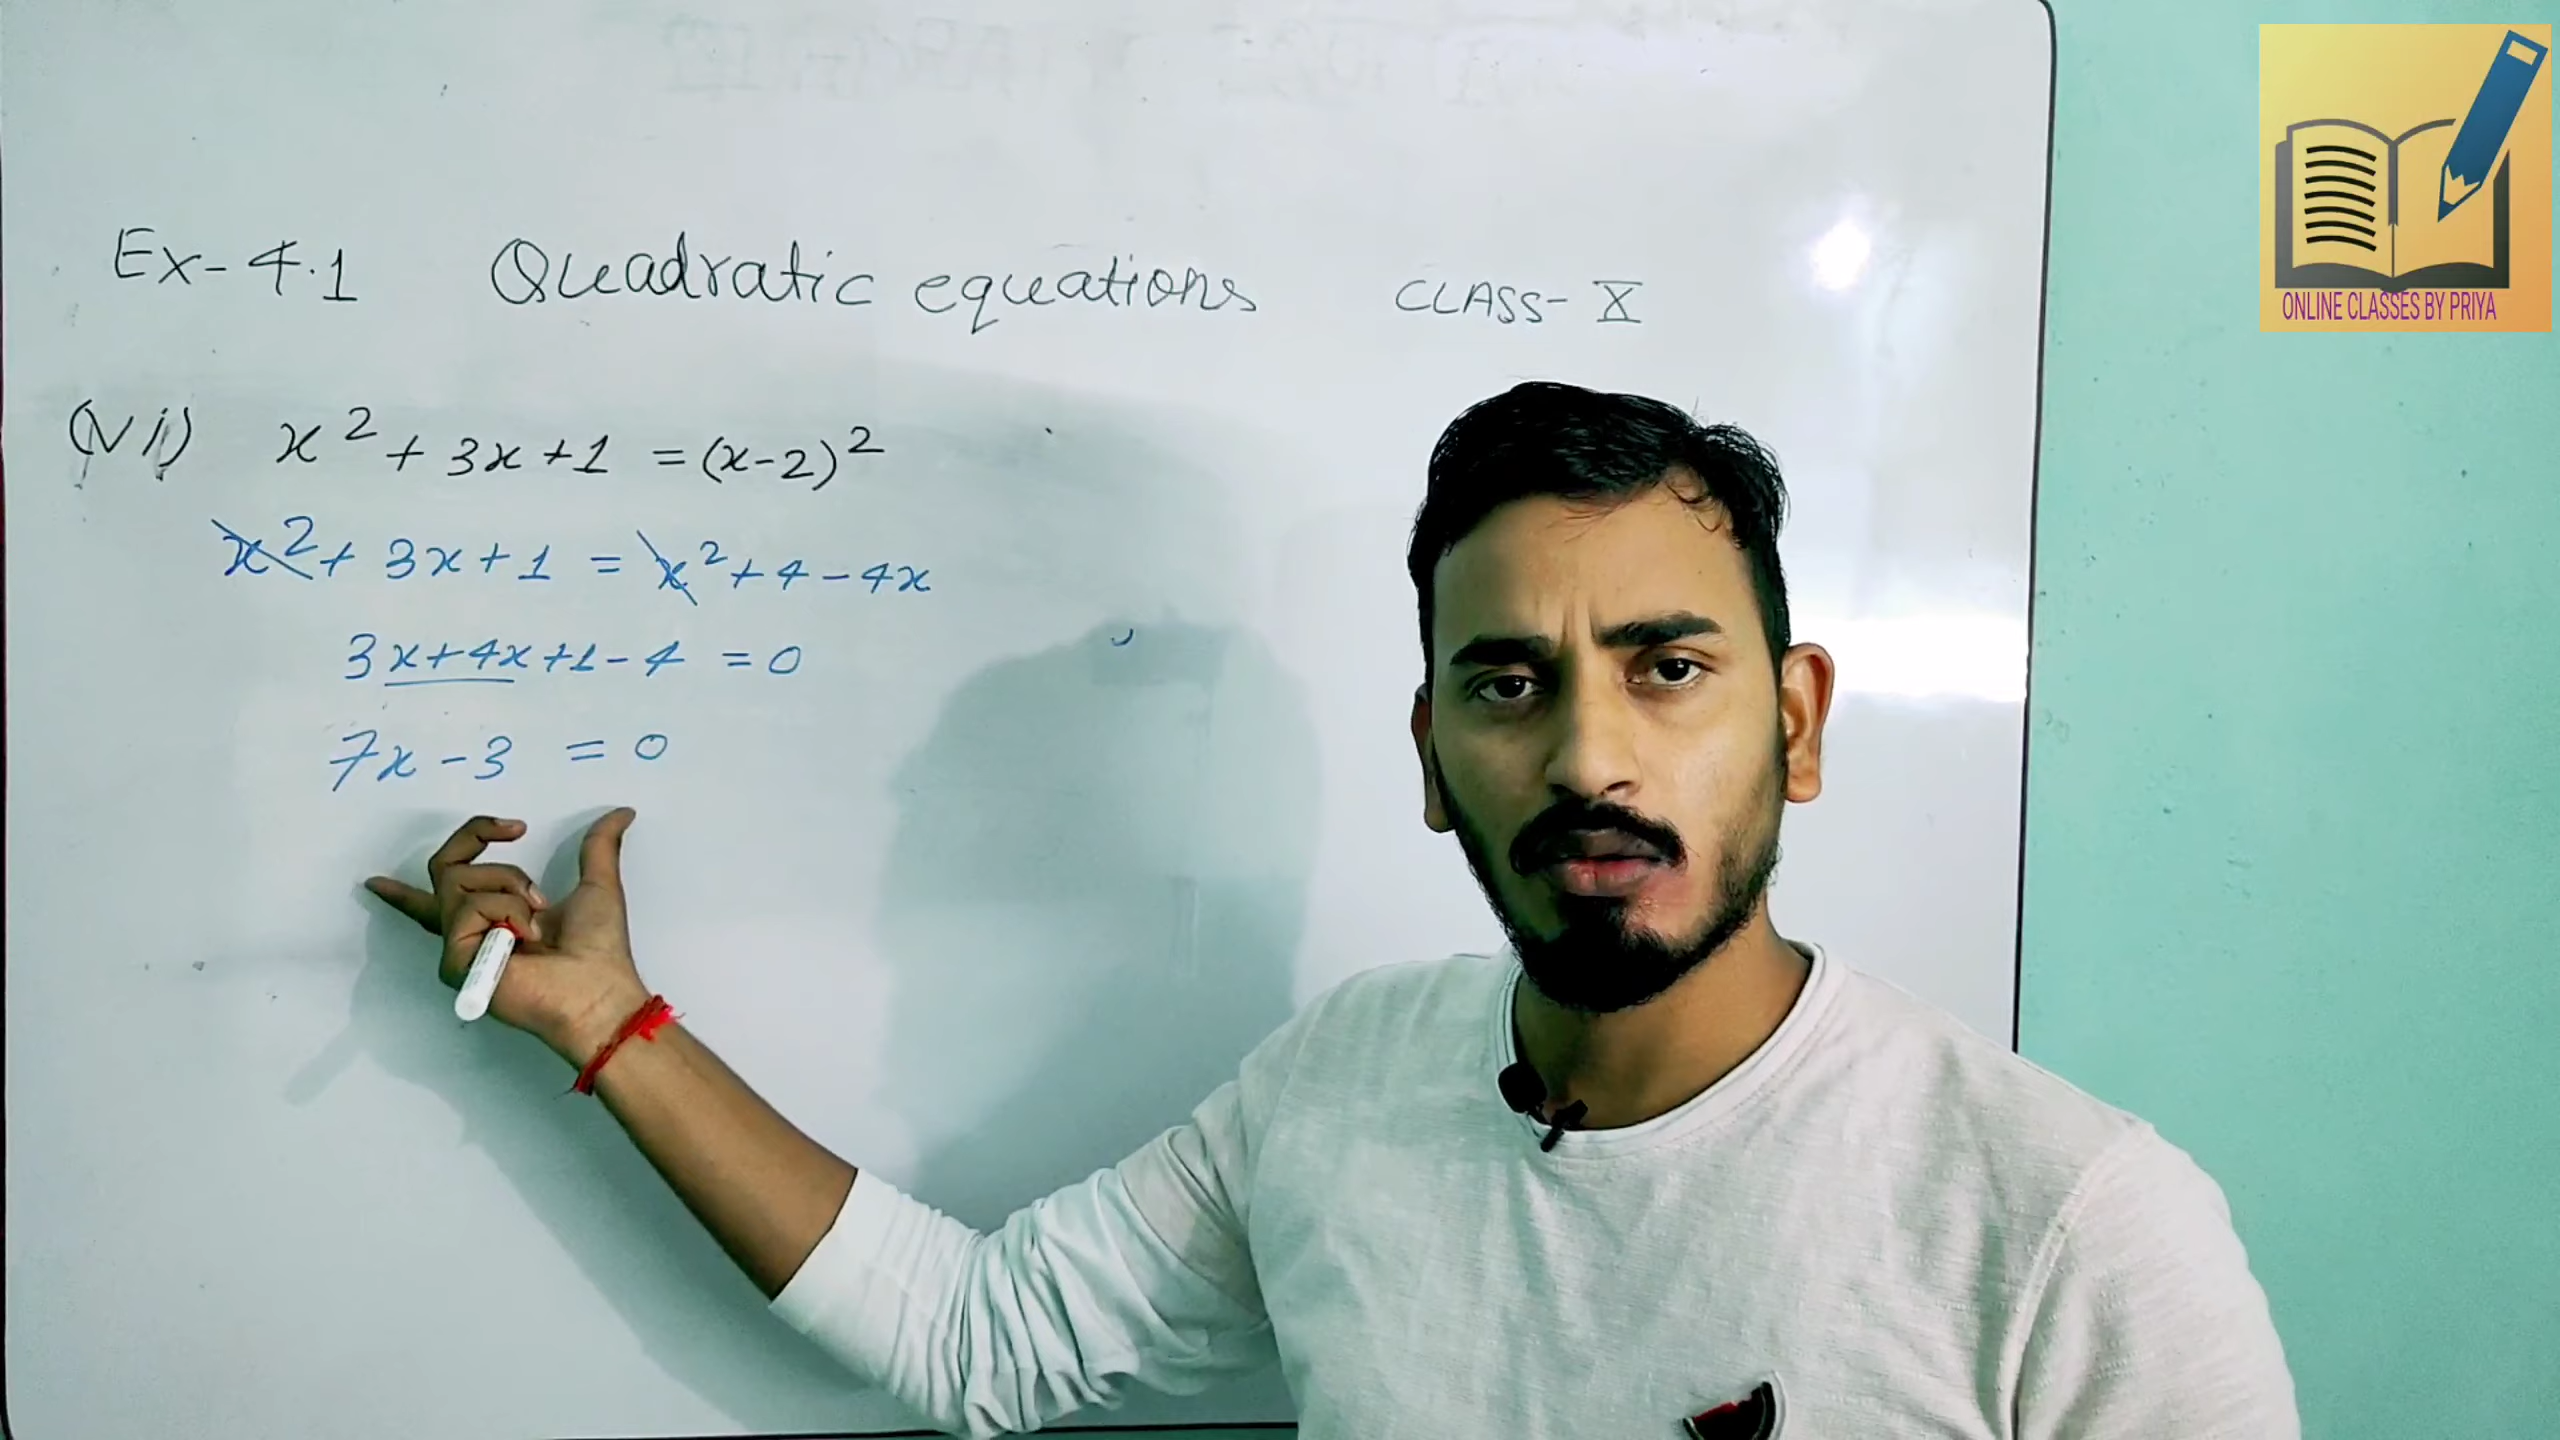 Ex-4.1 Quadratic equations CLASS-X
(vi) x² + 3x + 1 = (x-2)²
x² + 3x + 1 = x² + 4 - 4x
3x + 4x + 1 - 4 = 0
7x - 3 = 0
ONLINE CLASSES BY PRIYA